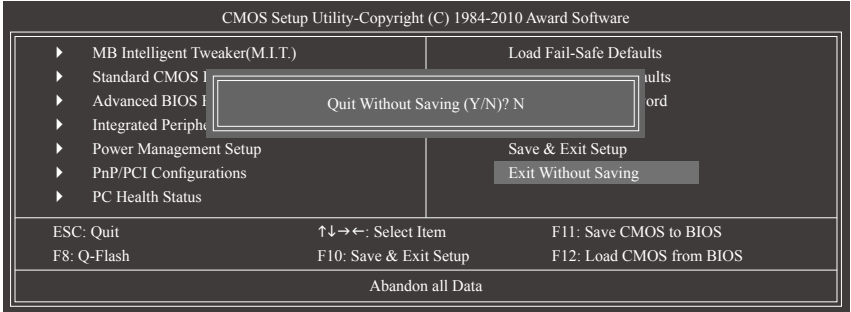 CMOS Setup Utility-Copyright (C) 1984-2010 Award Software
MB Intelligent Tweaker(M.I.T.)
Load Fail-Safe Defaults
Standard CMOS
Advanced BIOS
Quit Without Saving (Y/N)? N
Integrated
Power Management Setup
Save & Exit Setup
PnP/PCI Configurations
Exit Without Saving
PC Health Status
ESC: Quit
↑↓→←: Select Item
F11: Save CMOS to BIOS
F8: Q-Flash
F10: Save & Exit Setup
F12: Load CMOS from BIOS
Abandon all Data